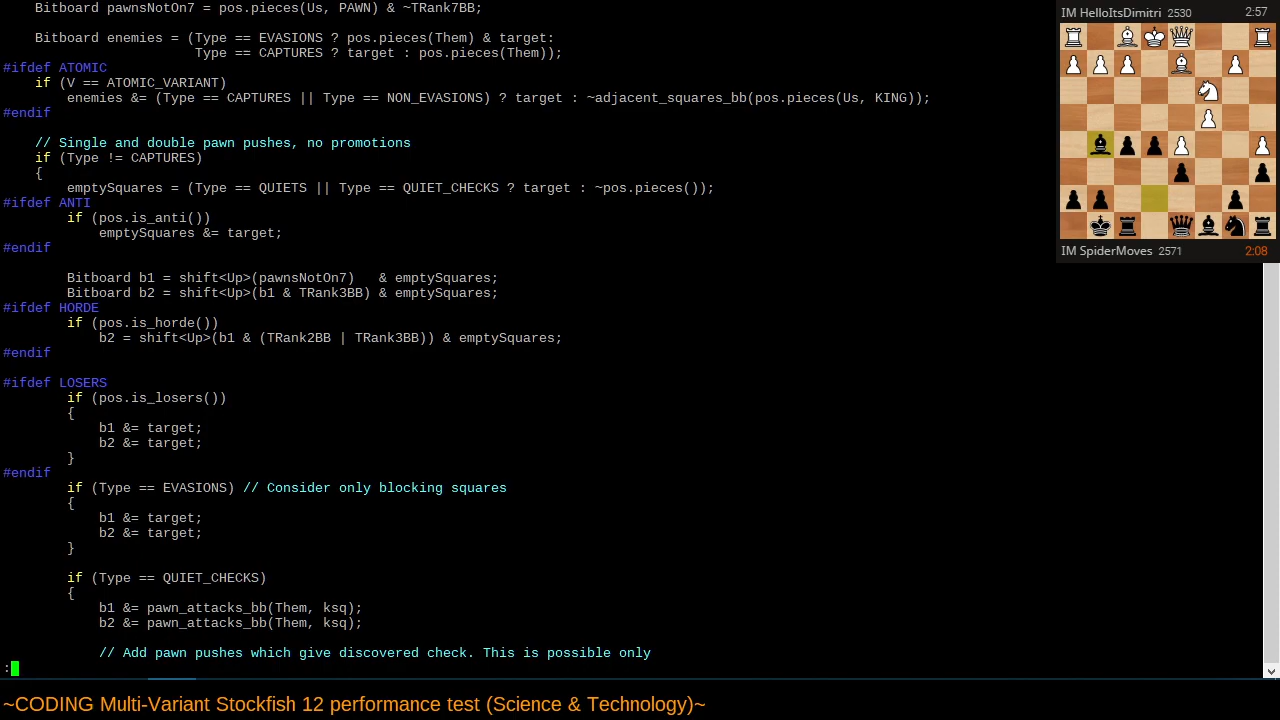 Bitboard pawnsNotOn7 = pos.pieces(Us, PAWN) & ~TRank7BB;
    Bitboard enemies = (Type == EVASIONS ? pos.pieces(Them) & target:
                        Type == CAPTURES ? target : pos.pieces(Them));
#ifdef ATOMIC
    if (V == ATOMIC_VARIANT)
        enemies &= (Type == CAPTURES || Type == NON_EVASIONS) ? target : ~adjacent_squares_bb(pos.pieces(Us, KING));
#endif
    // Single and double pawn pushes, no promotions
    if (Type != CAPTURES)
    {
        emptySquares = (Type == QUIETS || Type == QUIET_CHECKS ? target : ~pos.pieces());
#ifdef ANTI
        if (pos.is_anti())
            emptySquares &= target;
#endif
        Bitboard b1 = shift<Up>(pawnsNotOn7)   & emptySquares;
        Bitboard b2 = shift<Up>(b1 & TRank3BB) & emptySquares;
#ifdef HORDE
        if (pos.is_horde())
            b2 = shift<Up>(b1 & (TRank2BB | TRank3BB)) & emptySquares;
#endif
#ifdef LOSERS
        if (pos.is_losers())
        {
            b1 &= target;
            b2 &= target;
        }
#endif
        if (Type == EVASIONS) // Consider only blocking squares
        {
            b1 &= target;
            b2 &= target;
        }
        if (Type == QUIET_CHECKS)
        {
            b1 &= pawn_attacks_bb(Them, ksq);
            b2 &= pawn_attacks_bb(Them, ksq);
            // Add pawn pushes which give discovered check. This is possible only
:
IM HelloItsDimitri 2530 2:57
IM SpiderMoves 2571 2:08
~CODING Multi-Variant Stockfish 12 performance test (Science & Technology)~